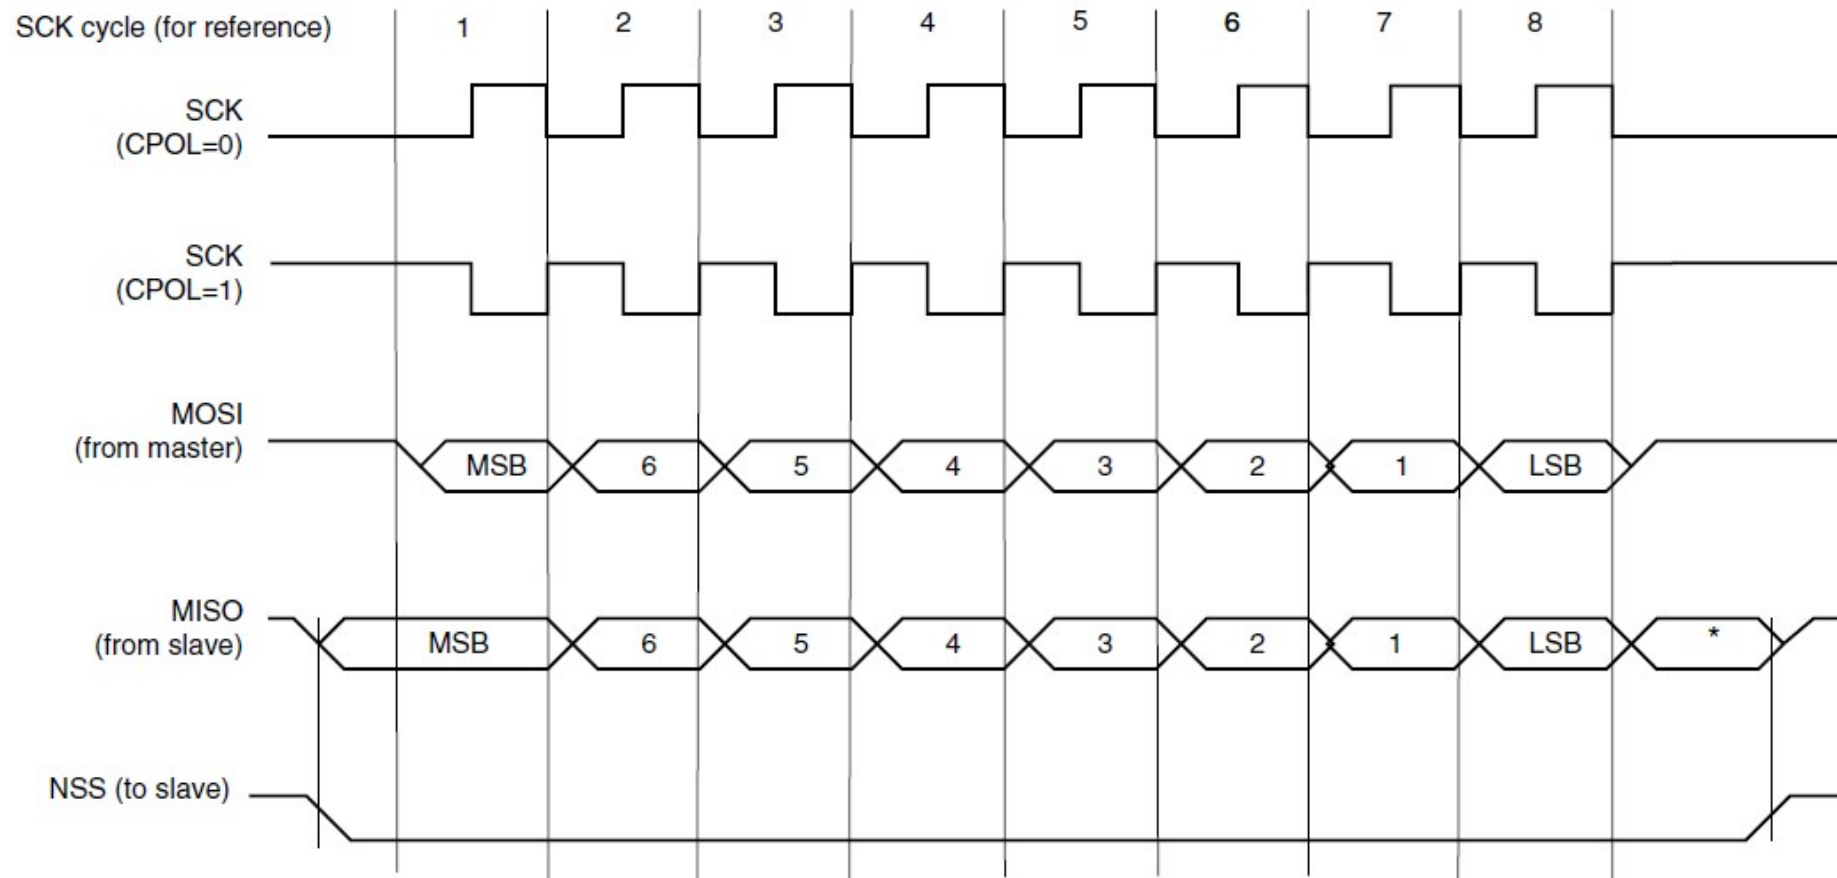 SCK cycle (for reference) 1 2 3 4 5 6 7 8
SCK
(CPOL=0)
SCK
(CPOL=1)
MOSI
(from master)
MSB 6 5 4 3 2 1 LSB
MISO
(from slave)
MSB 6 5 4 3 2 1 LSB *
NSS (to slave)